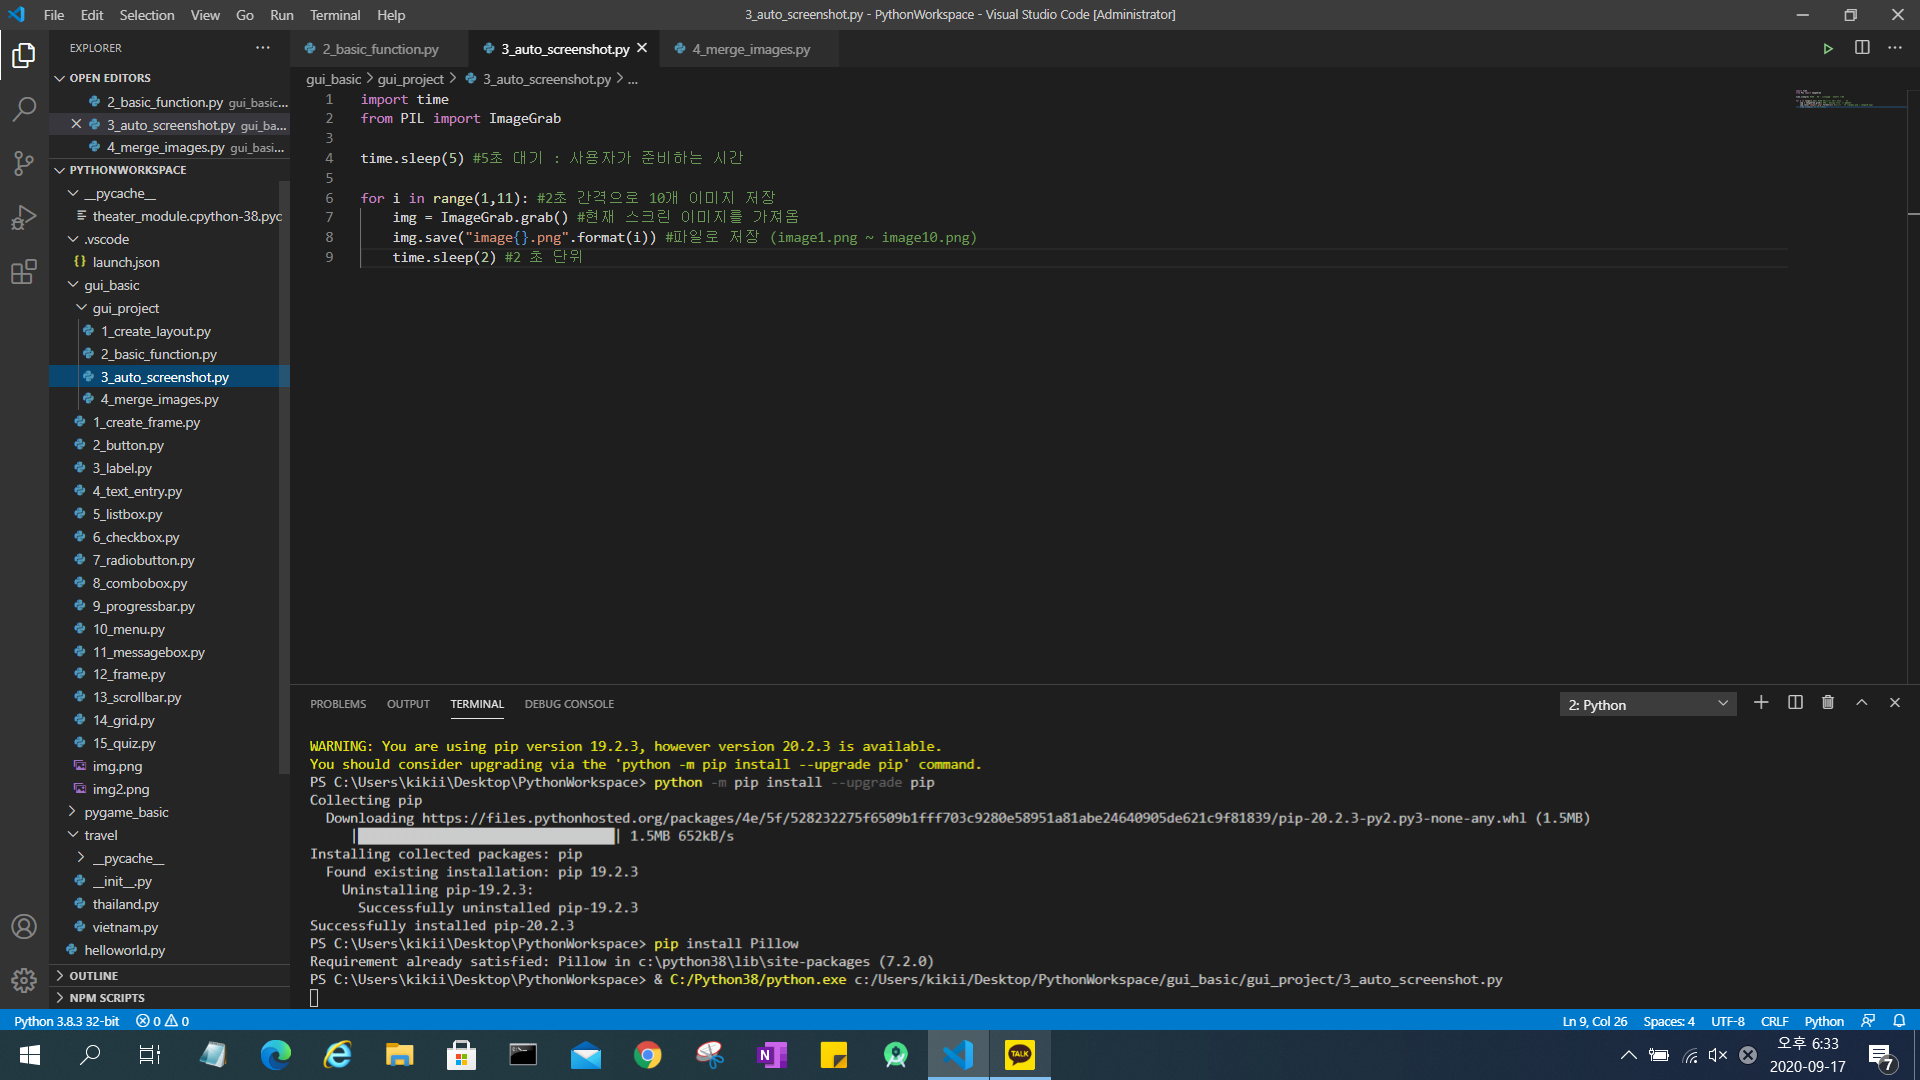 File Edit Selection View Go Run Terminal Help
3_auto_screenshot.py - PythonWorkspace - Visual Studio Code [Administrator]
EXPLORER
OPEN EDITORS
2_basic_function.py gui_basic...
3_auto_screenshot.py gui_ba...
4_merge_images.py gui_basi...
PYTHONWORKSPACE
__pycache__
theater_module.cpython-38.pyc
.vscode
{} launch.json
gui_basic
gui_project
1_create_layout.py
2_basic_function.py
3_auto_screenshot.py
4_merge_images.py
1_create_frame.py
2_button.py
3_label.py
4_text_entry.py
5_listbox.py
6_checkbox.py
7_radiobutton.py
8_combobox.py
9_progressbar.py
10_menu.py
11_messagebox.py
12_frame.py
13_scrollbar.py
14_grid.py
15_quiz.py
img.png
img2.png
pygame_basic
travel
__pycache__
__init__.py
thailand.py
vietnam.py
helloworld.py
OUTLINE
NPM SCRIPTS
2_basic_function.py 3_auto_screenshot.py 4_merge_images.py
gui_basic > gui_project > 3_auto_screenshot.py > ...
1 import time
2 from PIL import ImageGrab
3
4 time.sleep(5) #5초 대기 : 사용자가 준비하는 시간
5
6 for i in range(1,11): #2초 간격으로 10개 이미지 저장
7 img = ImageGrab.grab() #현재 스크린 이미지를 가져옴
8 img.save("image{}.png".format(i)) #파일로 저장 (image1.png ~ image10.png)
9 time.sleep(2) #2 초 단위
PROBLEMS OUTPUT TERMINAL DEBUG CONSOLE
2: Python
WARNING: You are using pip version 19.2.3, however version 20.2.3 is available.
You should consider upgrading via the 'python -m pip install --upgrade pip' command.
PS C:\Users\kikii\Desktop\PythonWorkspace> python -m pip install --upgrade pip
Collecting pip
Downloading https://files.pythonhosted.org/packages/4e/5f/528232275f6509b1fff703c9280e58951a81abe24640905de621c9f81839/pip-20.2.3-py2.py3-none-any.whl (1.5MB)
| | 1.5MB 652kB/s
Installing collected packages: pip
Found existing installation: pip 19.2.3
Uninstalling pip-19.2.3:
Successfully uninstalled pip-19.2.3
Successfully installed pip-20.2.3
PS C:\Users\kikii\Desktop\PythonWorkspace> pip install Pillow
Requirement already satisfied: Pillow in c:\python38\lib\site-packages (7.2.0)
PS C:\Users\kikii\Desktop\PythonWorkspace> & C:/Python38/python.exe c:/Users/kikii/Desktop/PythonWorkspace/gui_basic/gui_project/3_auto_screenshot.py
Python 3.8.3 32-bit 0 0
Ln 9, Col 26 Spaces: 4 UTF-8 CRLF Python
N
TALK
오후 6:33
2020-09-17
7